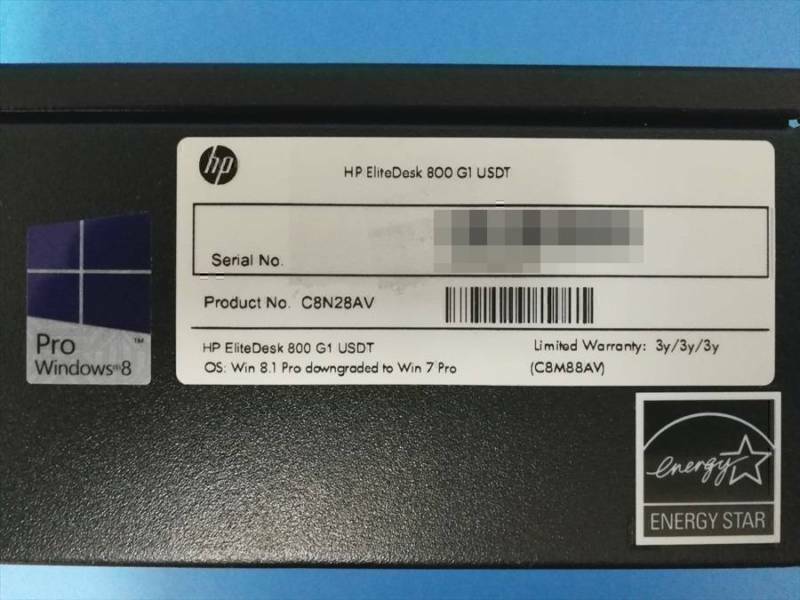 hp
HP EliteDesk 800 G1 USDT
Serial No.
Product No. C8N28AV
HP EliteDesk 800 G1 USDT
Limited Warranty: 3y/3y/3y
OS: Win 8.1 Pro downgraded to Win 7 Pro
(C8M88AV)
Pro ™
Windows®8
energy
ENERGY STAR